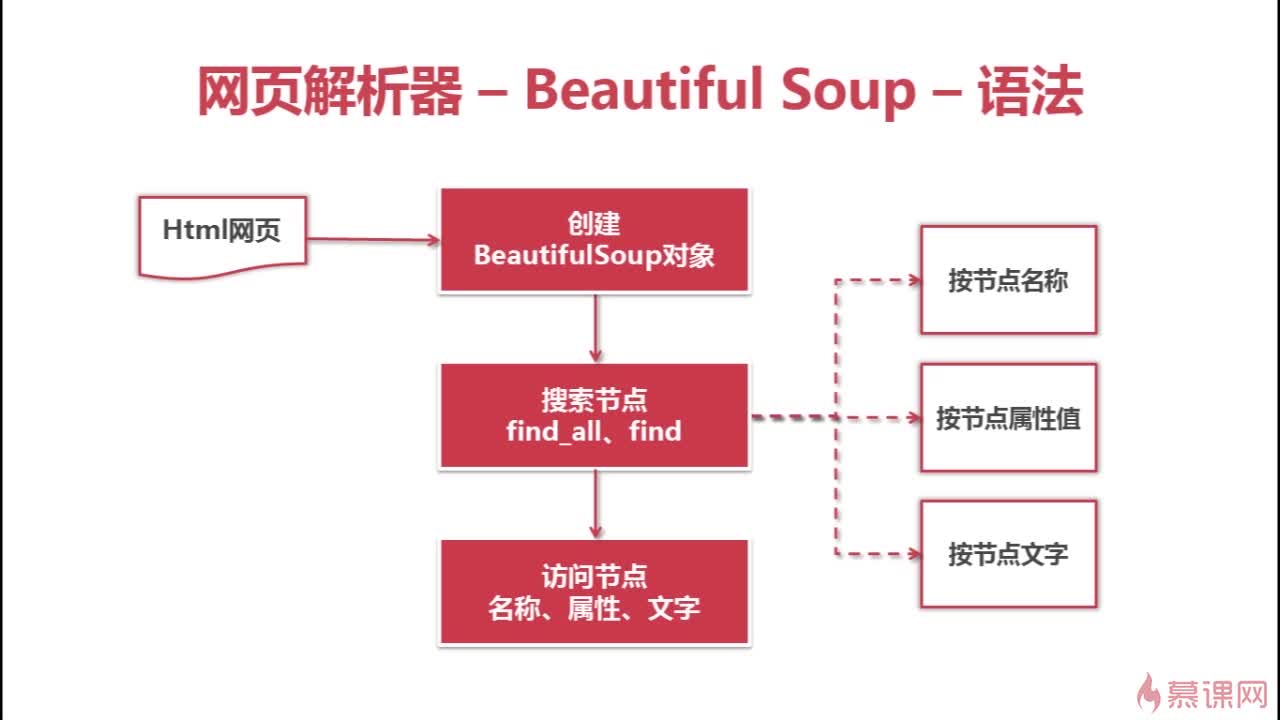 网页解析器 – Beautiful Soup – 语法
Html网页
创建
BeautifulSoup对象
搜索节点
find_all、find
访问节点
名称、属性、文字
按节点名称
按节点属性值
按节点文字
慕课网